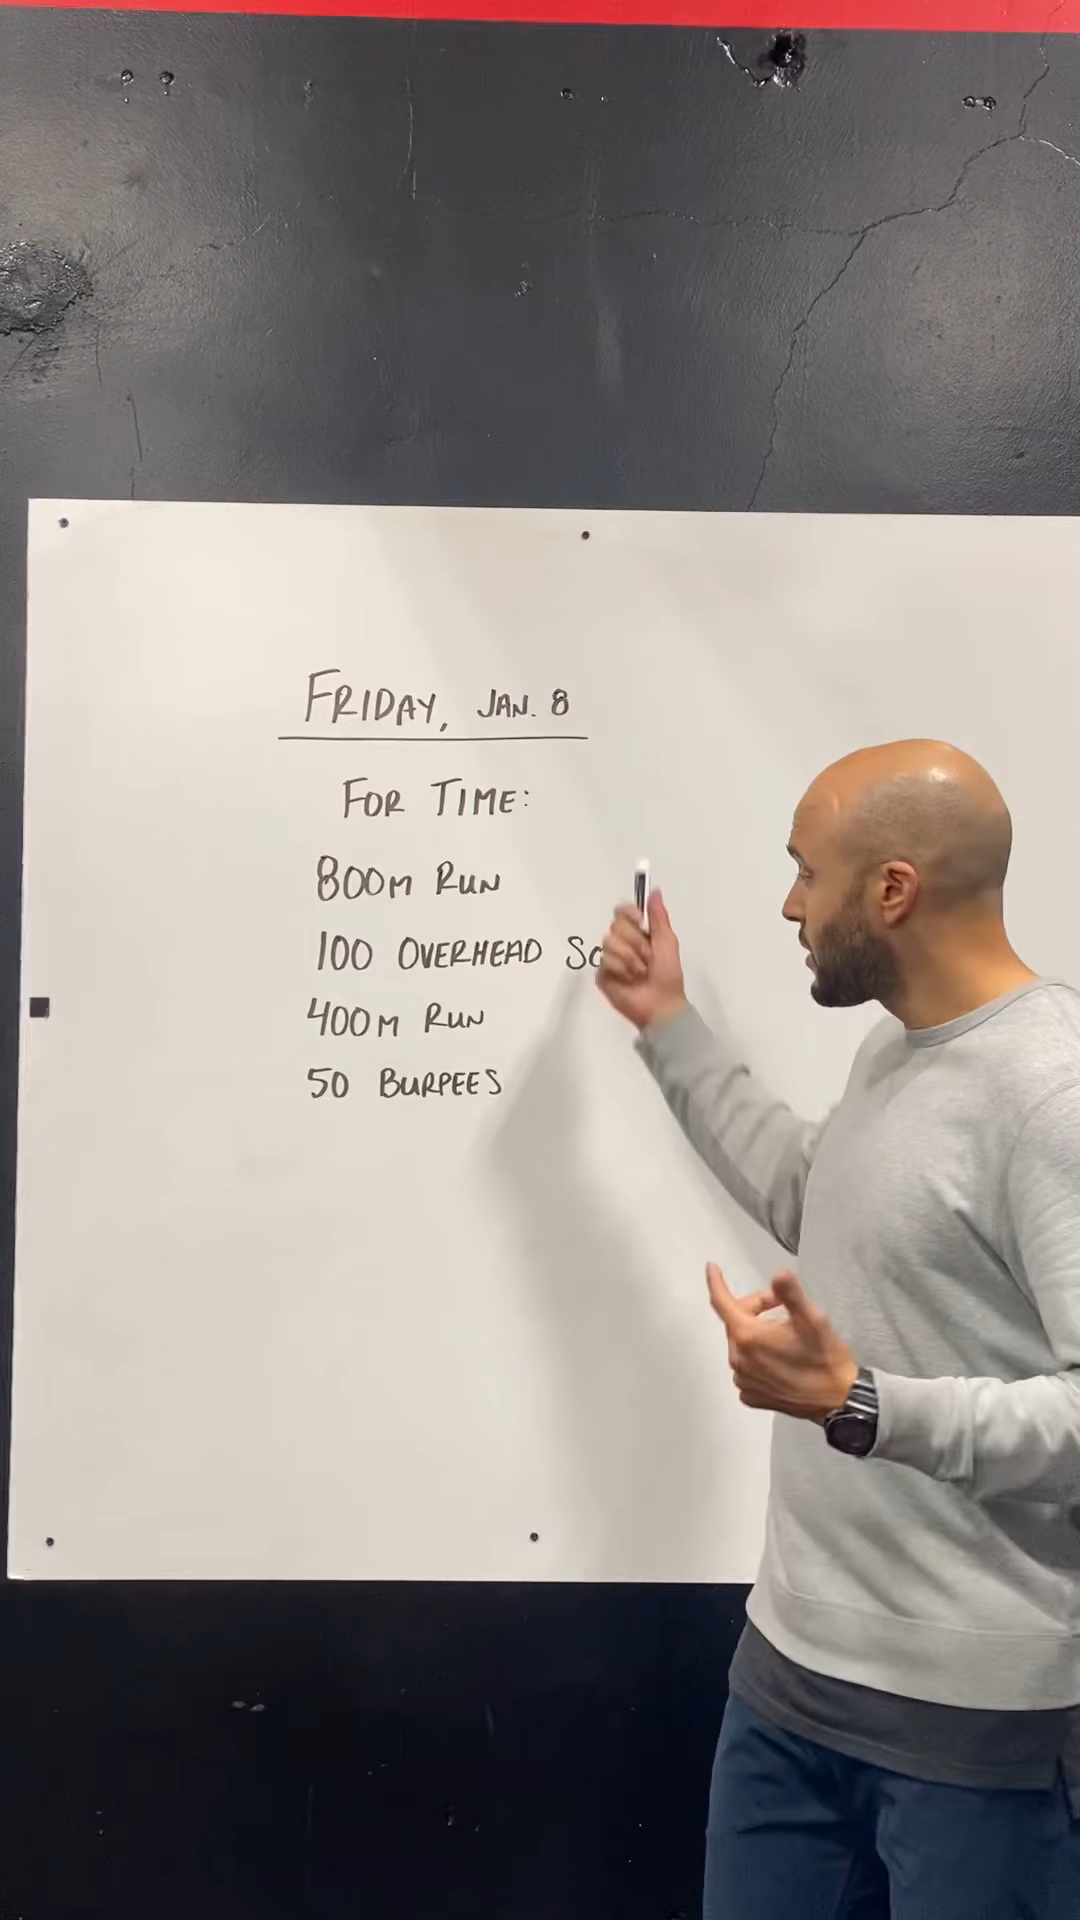 FRIDAY, JAN. 8
FOR TIME:
800M RUN
100 OVERHEAD
400M RUN
50 BURPEES